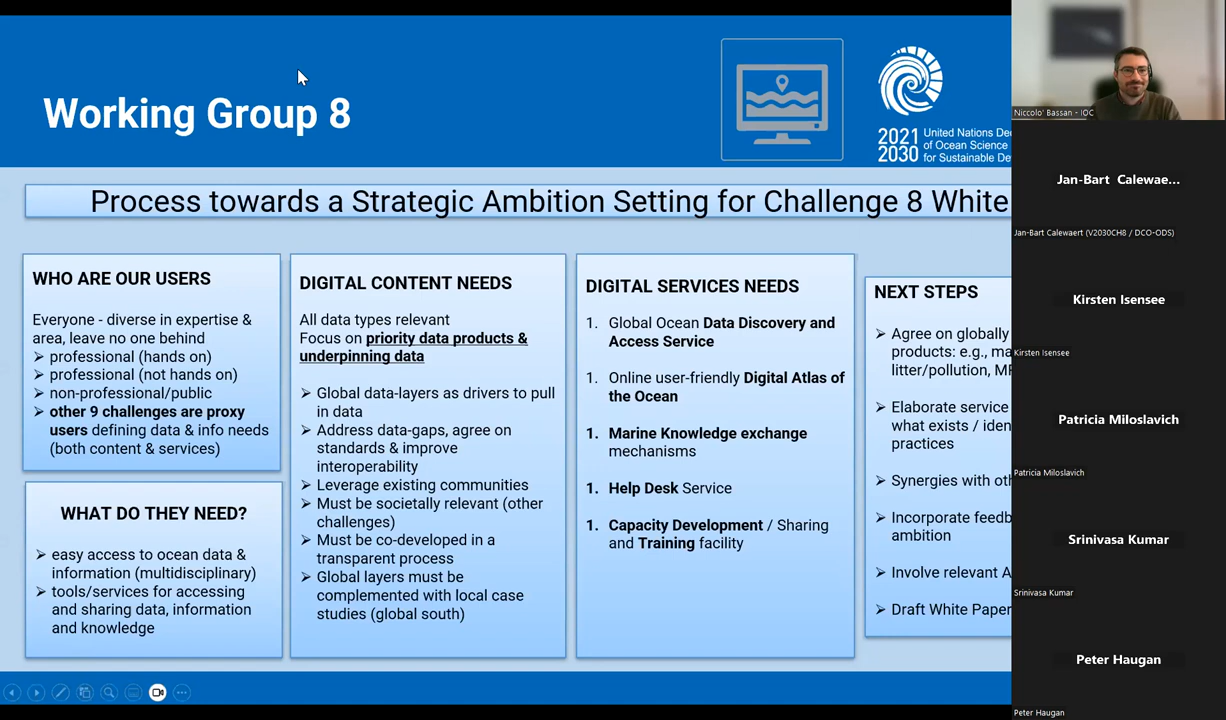 Working Group 8
2021
2030
United Nations De
of Ocean Science
for Sustainable De
Process towards a Strategic Ambition Setting for Challenge 8 White
WHO ARE OUR USERS
Everyone - diverse in expertise &
area, leave no one behind
➢ professional (hands on)
➢ professional (not hands on)
➢ non-professional/public
➢ other 9 challenges are proxy
users defining data & info needs
(both content & services)
WHAT DO THEY NEED?
➢ easy access to ocean data &
information (multidisciplinary)
➢ tools/services for accessing
and sharing data, information
and knowledge
DIGITAL CONTENT NEEDS
All data types relevant
Focus on priority data products &
underpinning data
➢ Global data-layers as drivers to pull
in data
➢ Address data-gaps, agree on
standards & improve
interoperability
➢ Leverage existing communities
➢ Must be societally relevant (other
challenges)
➢ Must be co-developed in a
transparent process
➢ Global layers must be
complemented with local case
studies (global south)
DIGITAL SERVICES NEEDS
1. Global Ocean Data Discovery and
Access Service
1. Online user-friendly Digital Atlas of
the Ocean
1. Marine Knowledge exchange
mechanisms
1. Help Desk Service
1. Capacity Development / Sharing
and Training facility
NEXT STEPS
➢ Agree on globally
products: e.g., ma
litter/pollution, MP
➢ Elaborate service
what exists / iden
practices
➢ Synergies with oth
➢ Incorporate feedb
ambition
➢ Involve relevant A
➢ Draft White Paper
Niccolo' Bassan - IOC
Jan-Bart Calewae...
Jan-Bart Calewaert (V2030CH8 / DCO-ODS)
Kirsten Isensee
Kirsten Isensee
Patricia Miloslavich
Patricia Miloslavich
Srinivasa Kumar
Srinivasa Kumar
Peter Haugan
Peter Haugan